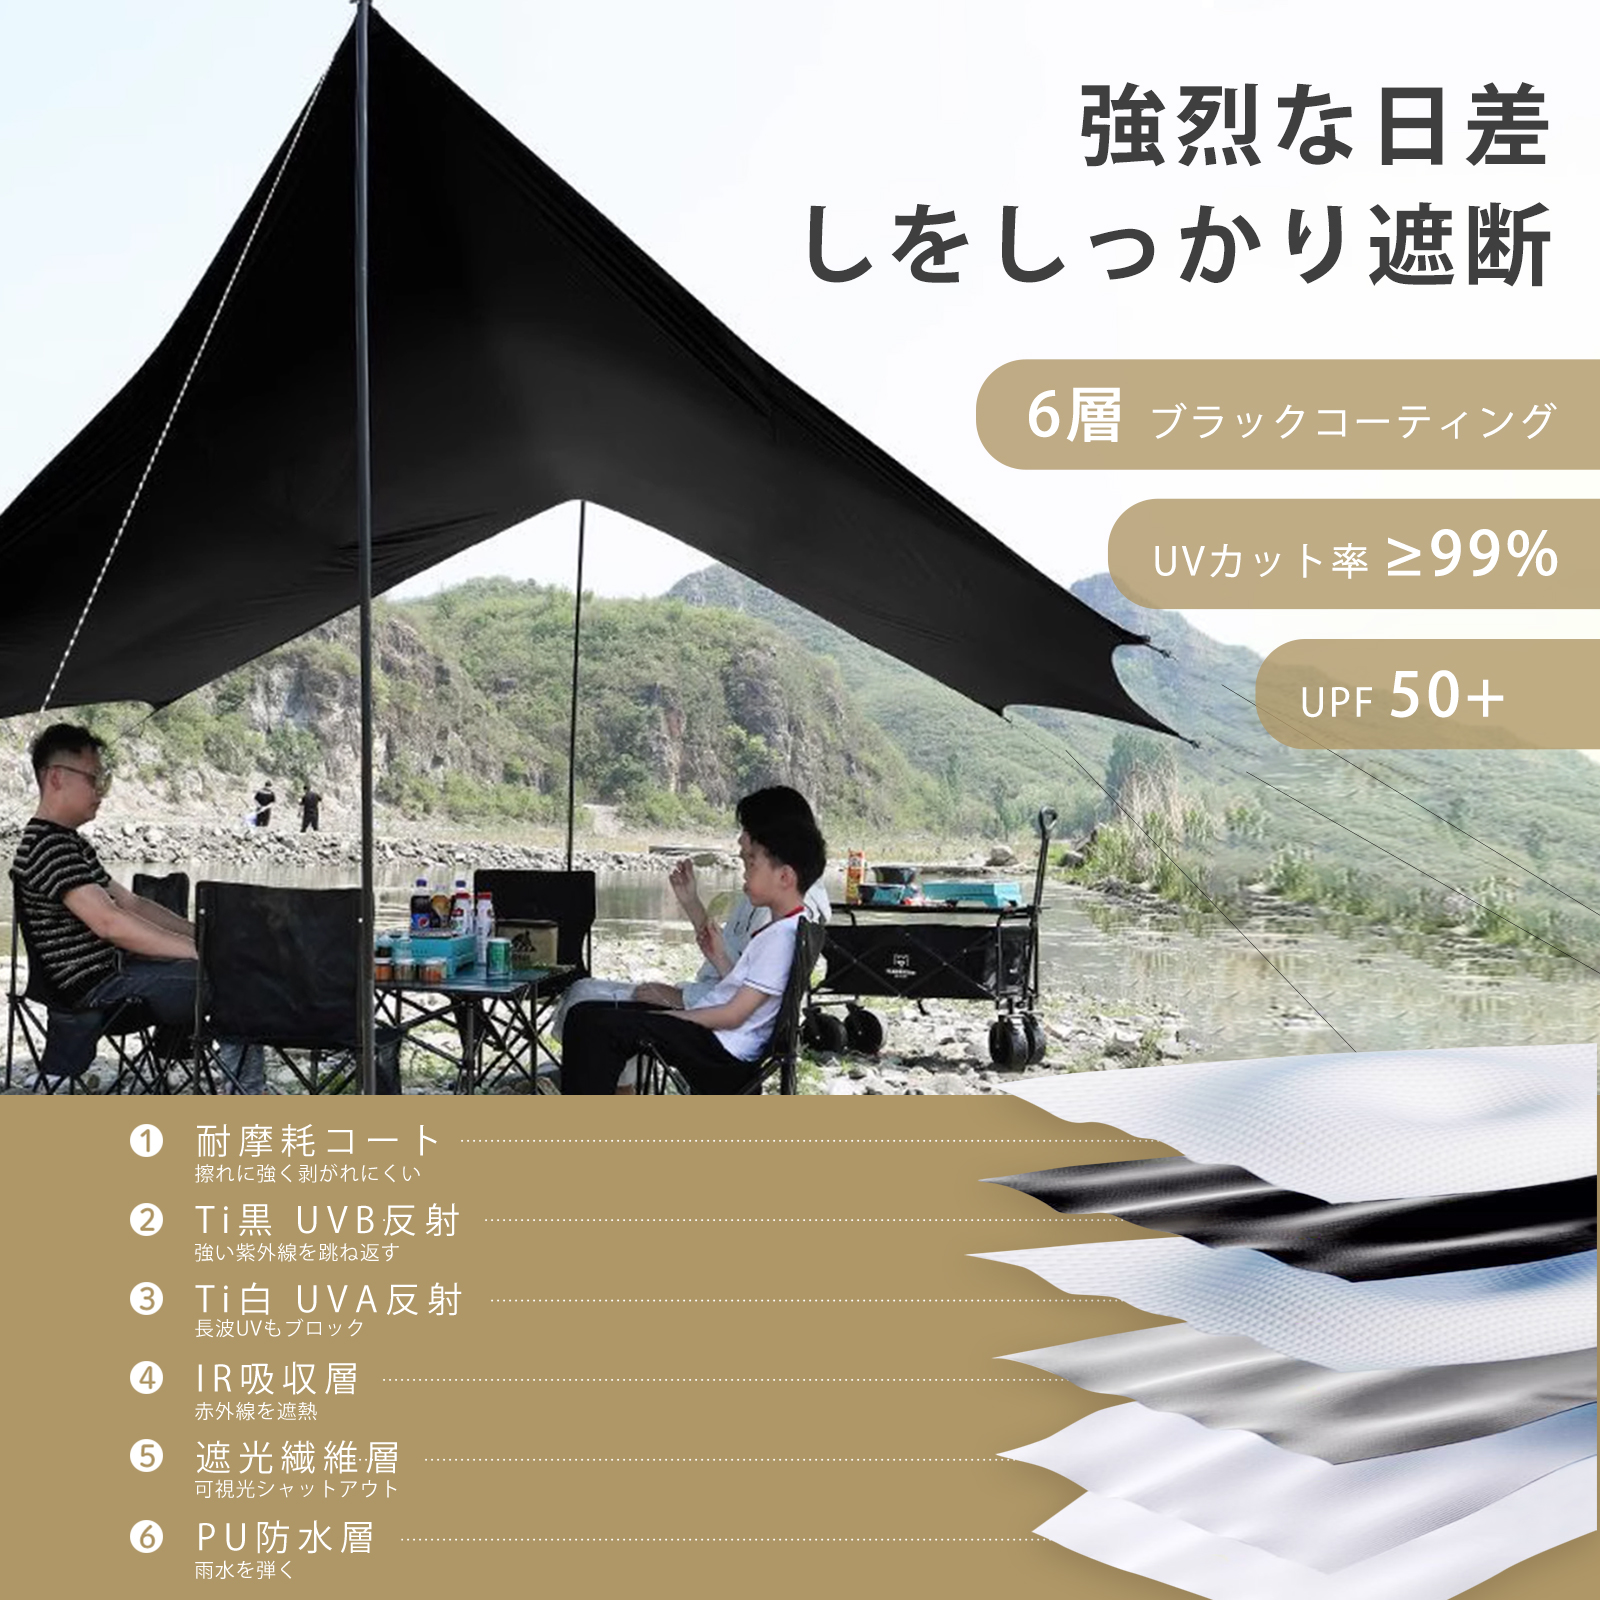 強烈な日差
しをしっかり遮断
6層 ブラックコーティング
UVカット率 ≥99%
UPF 50+
1 耐摩耗コート
擦れに強く剥がれにくい
2 Ti黒 UVB反射
強い紫外線を跳ね返す
3 Ti白 UVA反射
長波UVもブロック
4 IR吸収層
赤外線を遮熱
5 遮光繊維層
可視光シャットアウト
6 PU防水層
雨水を弾く